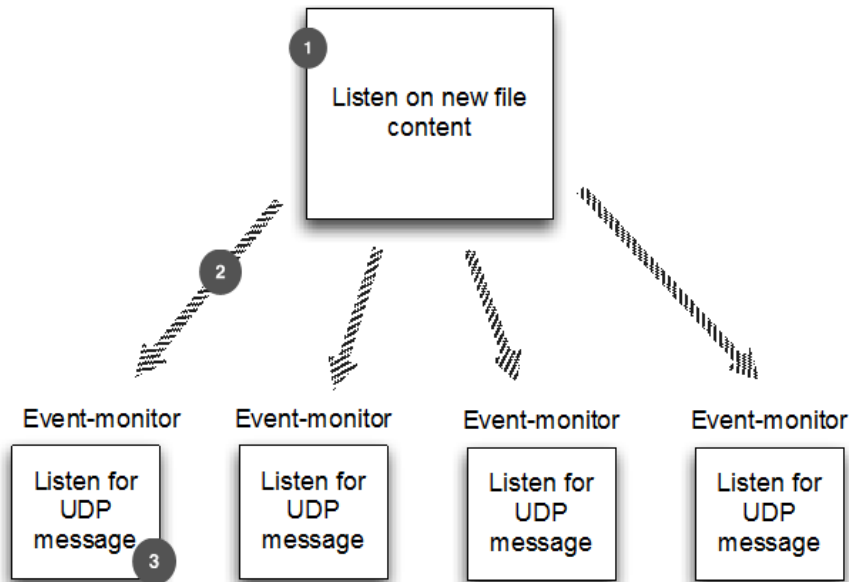 1
Listen on new file
content
2
Event-monitor
Event-monitor
Event-monitor
Event-monitor
Listen for
UDP
message
Listen for
UDP
message
Listen for
UDP
message
Listen for
UDP
message
3